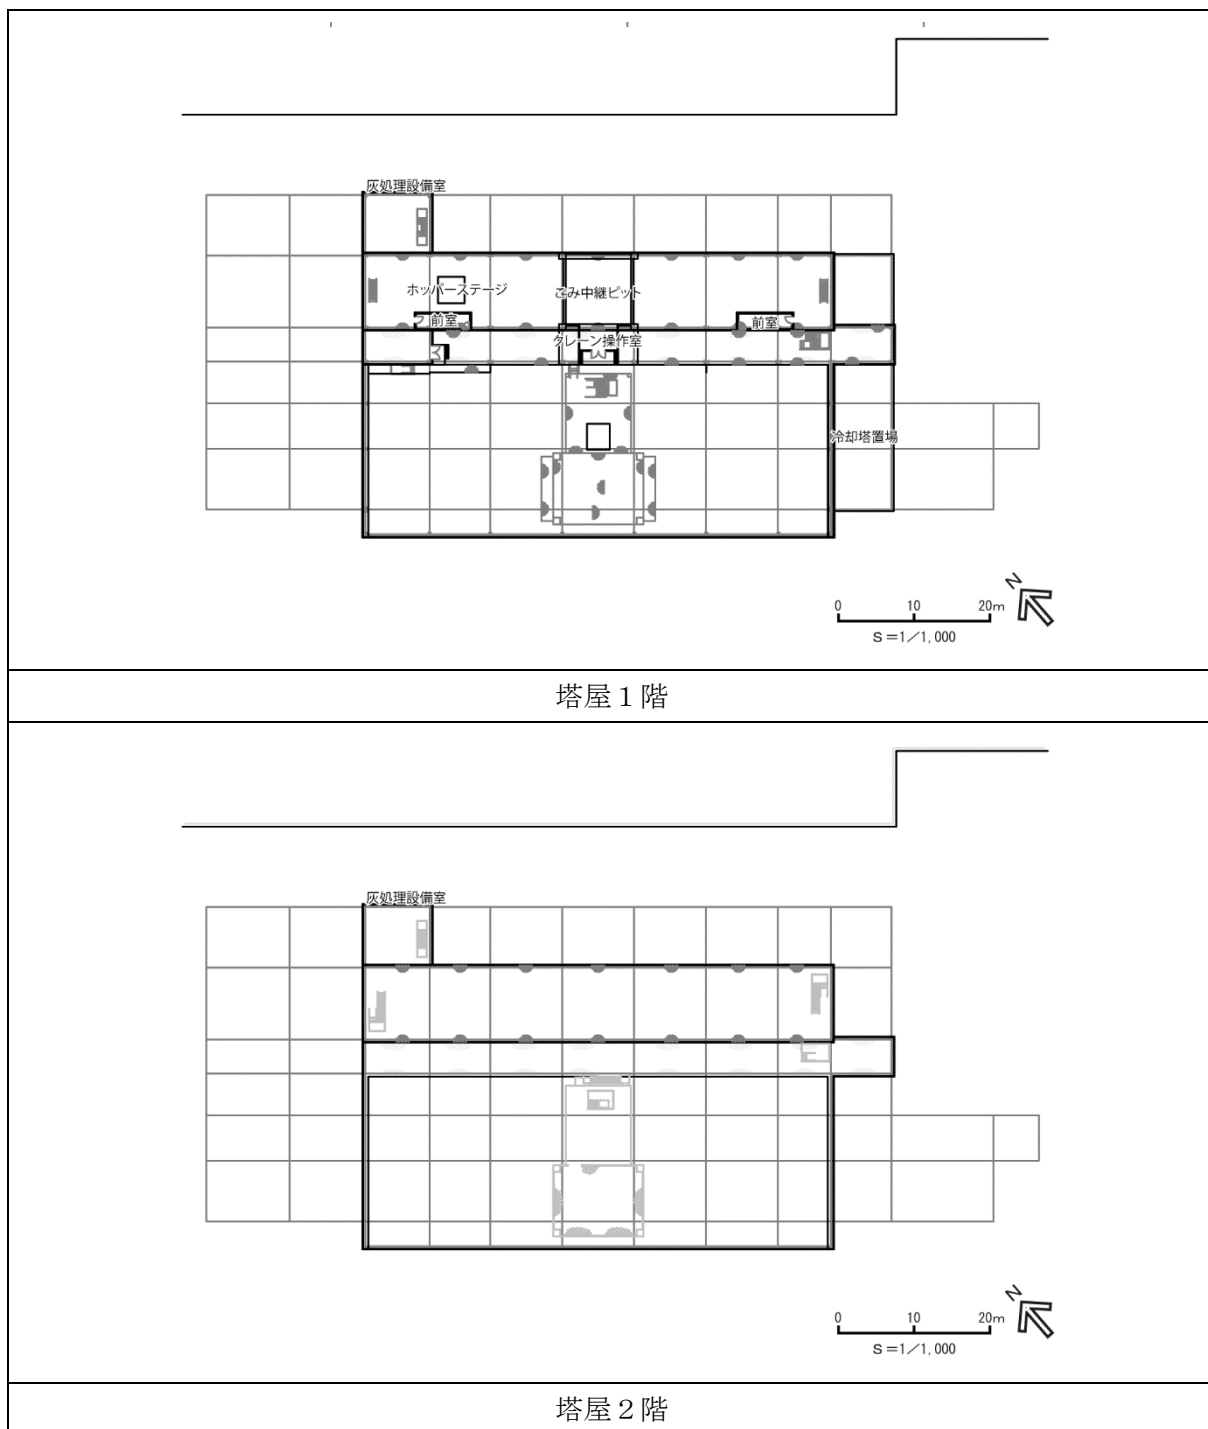 灰処理設備室
ホッパーステージ
ごみ中継ピット
前室
前室
クレーン操作室
冷却塔置場
N
0 10 20m
S=1/1,000
塔屋1階
灰処理設備室
N
0 10 20m
S=1/1,000
塔屋2階